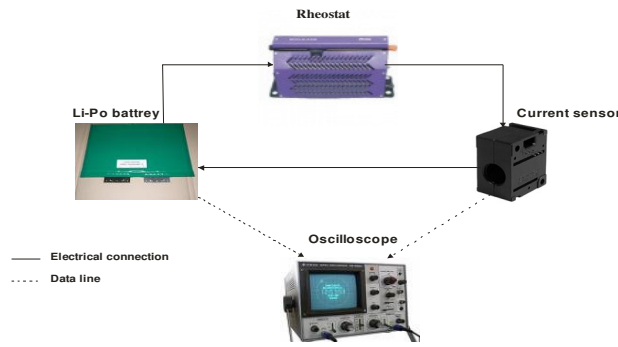 Rheostat
Li-Po battrey
Current sensor
Oscilloscope
Electrical connection
Data line